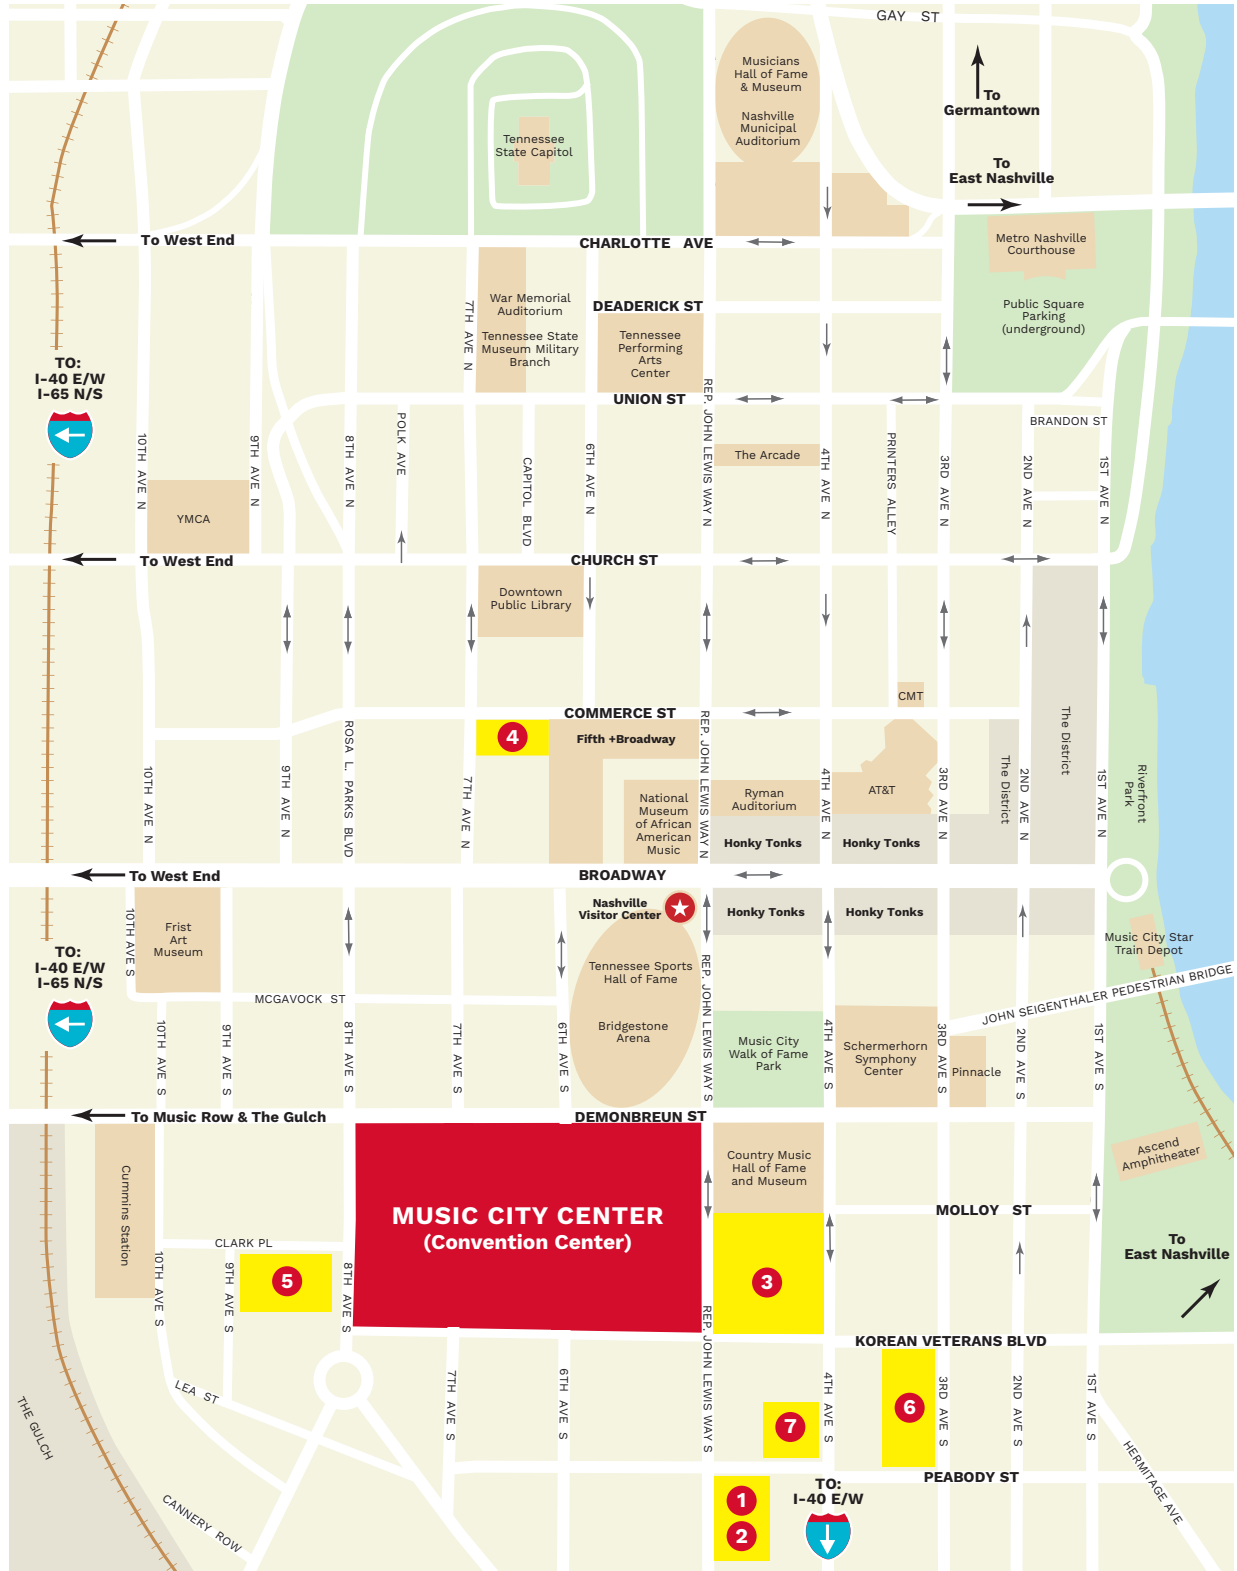 GAY ST
Musicians
Hall of Fame
& Museum
Nashville
Municipal
Auditorium
To
Germantown
Tennessee
State Capitol
To
East Nashville
To West End
CHARLOTTE AVE
Metro Nashville
Courthouse
War Memorial
Auditorium
Tennessee State
Museum Military
Branch
DEADERICK ST
Public Square
Parking
(underground)
7TH AVE N
Tennessee
Performing
Arts
Center
TO:
I-40 E/W
I-65 N/S
UNION ST
REP. JOHN LEWIS WAY N
BRANDON ST
10TH AVE N
9TH AVE N
8TH AVE N
POLK AVE
CAPITOL BLVD
6TH AVE N
The Arcade
4TH AVE N
PRINTERS ALLEY
3RD AVE N
2ND AVE N
1ST AVE N
YMCA
To West End
CHURCH ST
Downtown
Public Library
CMT
COMMERCE ST
4
Fifth +Broadway
10TH AVE N
9TH AVE N
ROSA L. PARKS BLVD
7TH AVE N
REP. JOHN LEWIS WAY N
National
Museum
of African
American
Music
Ryman
Auditorium
4TH AVE N
AT&T
3RD AVE N
The District
2ND AVE N
The District
1ST AVE N
Riverfront
Park
Honky Tonks
Honky Tonks
To West End
BROADWAY
Nashville
Visitor Center
Honky Tonks
Honky Tonks
10TH AVE S
Frist
Art
Museum
TO:
I-40 E/W
I-65 N/S
Music City Star
Train Depot
Tennessee Sports
Hall of Fame
Bridgestone
Arena
MCGAVOCK ST
JOHN SEIGENTHALER PEDESTRIAN BRIDGE
10TH AVE S
9TH AVE S
8TH AVE S
7TH AVE S
6TH AVE S
REP. JOHN LEWIS WAY S
Music City
Walk of Fame
Park
4TH AVE S
Schermerhorn
Symphony
Center
3RD AVE S
Pinnacle
2ND AVE S
1ST AVE S
To Music Row & The Gulch
DEMONBREUN ST
Cummins Station
Country Music
Hall of Fame
and Museum
Ascend
Amphitheater
MUSIC CITY CENTER
(Convention Center)
MOLLOY ST
CLARK PL
To
East Nashville
10TH AVE S
9TH AVE S
5
8TH AVE S
3
REP. JOHN LEWIS WAY S
KOREAN VETERANS BLVD
LEA ST
7TH AVE S
6TH AVE S
4TH AVE S
6
3RD AVE S
2ND AVE S
1ST AVE S
7
THE GULCH
HERMITAGE AVE
PEABODY ST
CANNERY ROW
1
2
TO:
I-40 E/W